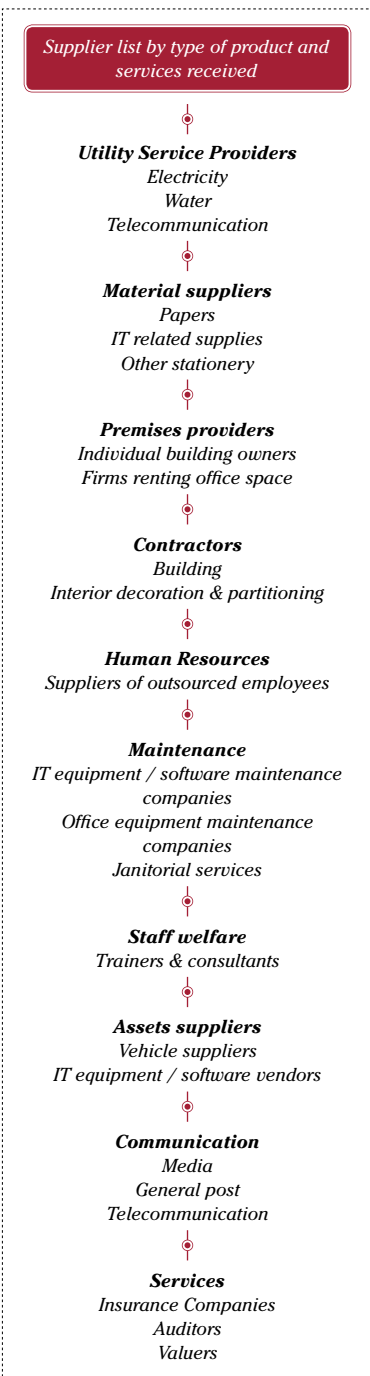 Supplier list by type of product and
services received
Utility Service Providers
Electricity
Water
Telecommunication
Material suppliers
Papers
IT related supplies
Other stationery
Premises providers
Individual building owners
Firms renting office space
Contractors
Building
Interior decoration & partitioning
Human Resources
Suppliers of outsourced employees
Maintenance
IT equipment / software maintenance
companies
Office equipment maintenance
companies
Janitorial services
Staff welfare
Trainers & consultants
Assets suppliers
Vehicle suppliers
IT equipment / software vendors
Communication
Media
General post
Telecommunication
Services
Insurance Companies
Auditors
Valuers